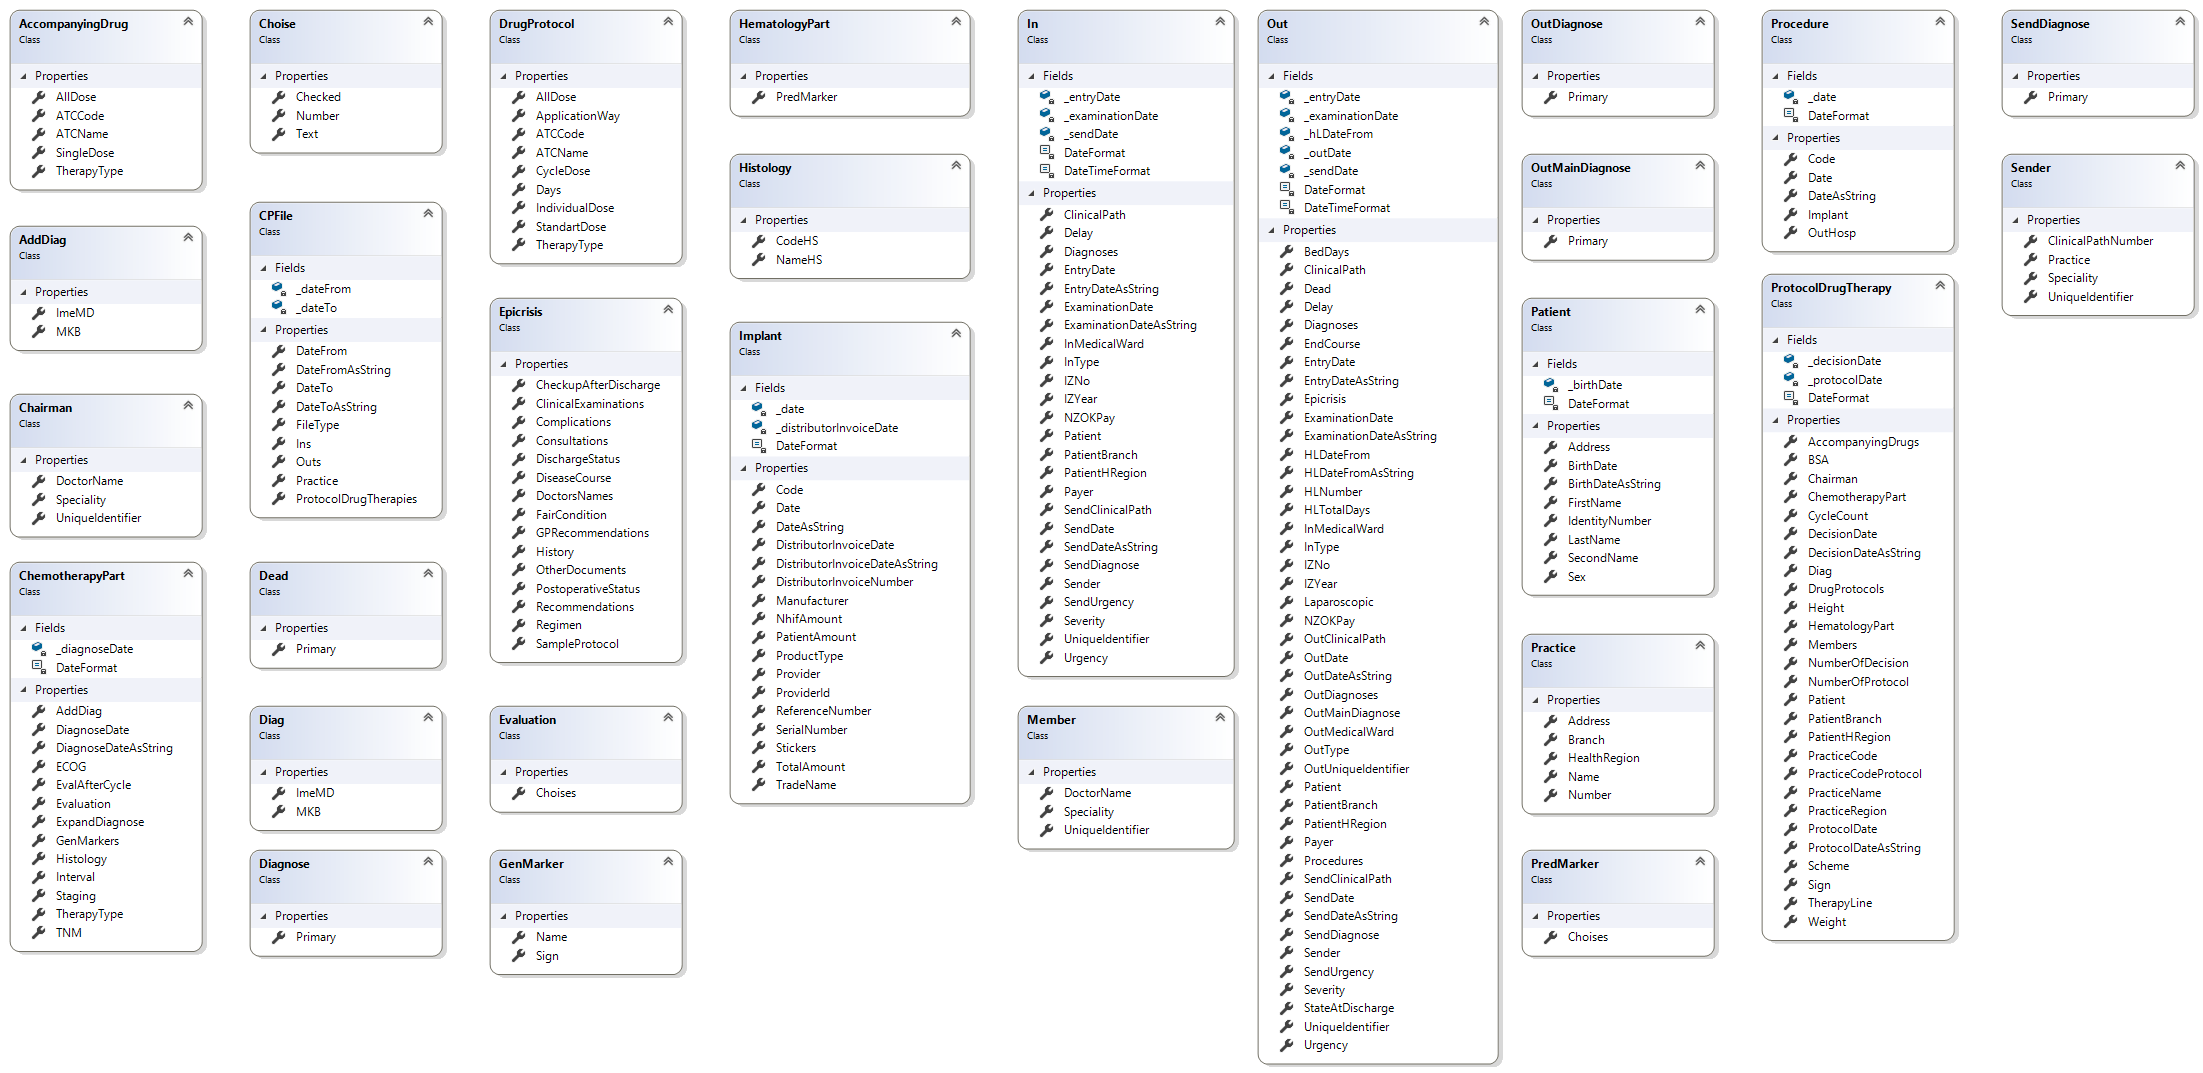 AccompanyingDrug
Class
Properties
AllDose
ATCCode
ATCName
SingleDose
TherapyType
AddDiag
Class
Properties
ImeMD
MKB
Chairman
Class
Properties
DoctorName
Speciality
UniqueIdentifier
ChemotherapyPart
Class
Fields
_diagnoseDate
DateFormat
Properties
AddDiag
DiagnoseDate
DiagnoseDateAsString
ECOG
EvalAfterCycle
Evaluation
ExpandDiagnose
GenMarkers
Histology
Interval
Staging
TherapyType
TNM
Choise
Class
Properties
Checked
Number
Text
CPFile
Class
Fields
_dateFrom
_dateTo
Properties
DateFrom
DateFromAsString
DateTo
DateToAsString
FileType
Ins
Outs
Practice
ProtocolDrugTherapies
Dead
Class
Properties
Primary
Diag
Class
Properties
ImeMD
MKB
Diagnose
Class
Properties
Primary
DrugProtocol
Class
Properties
AllDose
ApplicationWay
ATCCode
ATCName
CycleDose
Days
IndividualDose
StandartDose
TherapyType
Epicrisis
Class
Properties
CheckupAfterDischarge
ClinicalExaminations
Complications
Consultations
DischargeStatus
DiseaseCourse
DoctorsNames
FairCondition
GPRecommendations
History
OtherDocuments
PostoperativeStatus
Recommendations
Regimen
SampleProtocol
Evaluation
Class
Properties
Choises
GenMarker
Class
Properties
Name
Sign
HematologyPart
Class
Properties
PredMarker
Histology
Class
Properties
CodeHS
NameHS
Implant
Class
Fields
_date
_distributorInvoiceDate
DateFormat
Properties
Code
Date
DateAsString
DistributorInvoiceDate
DistributorInvoiceDateAsString
DistributorInvoiceNumber
Manufacturer
NhifAmount
PatientAmount
ProductType
Provider
ProviderId
ReferenceNumber
SerialNumber
Stickers
TotalAmount
TradeName
In
Class
Fields
_entryDate
_examinationDate
_sendDate
DateFormat
DateTimeFormat
Properties
ClinicalPath
Delay
Diagnoses
EntryDate
EntryDateAsString
ExaminationDate
ExaminationDateAsString
InMedicalWard
InType
IZNo
IZYear
NZOKPay
Patient
PatientBranch
PatientHRegion
Payer
SendClinicalPath
SendDate
SendDateAsString
SendDiagnose
Sender
SendUrgency
Severity
UniqueIdentifier
Urgency
Member
Class
Properties
DoctorName
Speciality
UniqueIdentifier
Out
Class
Fields
_entryDate
_examinationDate
_hLDateFrom
_outDate
_sendDate
DateFormat
DateTimeFormat
Properties
BedDays
ClinicalPath
Dead
Delay
Diagnoses
EndCourse
EntryDate
EntryDateAsString
Epicrisis
ExaminationDate
ExaminationDateAsString
HLDateFrom
HLDateFromAsString
HLNumber
HLTotalDays
InMedicalWard
InType
IZNo
IZYear
Laparoscopic
NZOKPay
OutClinicalPath
OutDate
OutDateAsString
OutDiagnoses
OutMainDiagnose
OutMedicalWard
OutType
OutUniqueIdentifier
Patient
PatientBranch
PatientHRegion
Payer
Procedures
SendClinicalPath
SendDate
SendDateAsString
SendDiagnose
Sender
SendUrgency
Severity
StateAtDischarge
UniqueIdentifier
Urgency
OutDiagnose
Class
Properties
Primary
OutMainDiagnose
Class
Properties
Primary
Patient
Class
Fields
_birthDate
DateFormat
Properties
Address
BirthDate
BirthDateAsString
FirstName
IdentityNumber
LastName
SecondName
Sex
Practice
Class
Properties
Address
Branch
HealthRegion
Name
Number
PredMarker
Class
Properties
Choises
Procedure
Class
Fields
_date
DateFormat
Properties
Code
Date
DateAsString
Implant
OutHosp
ProtocolDrugTherapy
Class
Fields
_decisionDate
_protocolDate
DateFormat
Properties
AccompanyingDrugs
BSA
Chairman
ChemotherapyPart
CycleCount
DecisionDate
DecisionDateAsString
Diag
DrugProtocols
Height
HematologyPart
Members
NumberOfDecision
NumberOfProtocol
Patient
PatientBranch
PatientHRegion
PracticeCode
PracticeCodeProtocol
PracticeName
PracticeRegion
ProtocolDate
ProtocolDateAsString
Scheme
Sign
TherapyLine
Weight
SendDiagnose
Class
Properties
Primary
Sender
Class
Properties
ClinicalPathNumber
Practice
Speciality
UniqueIdentifier